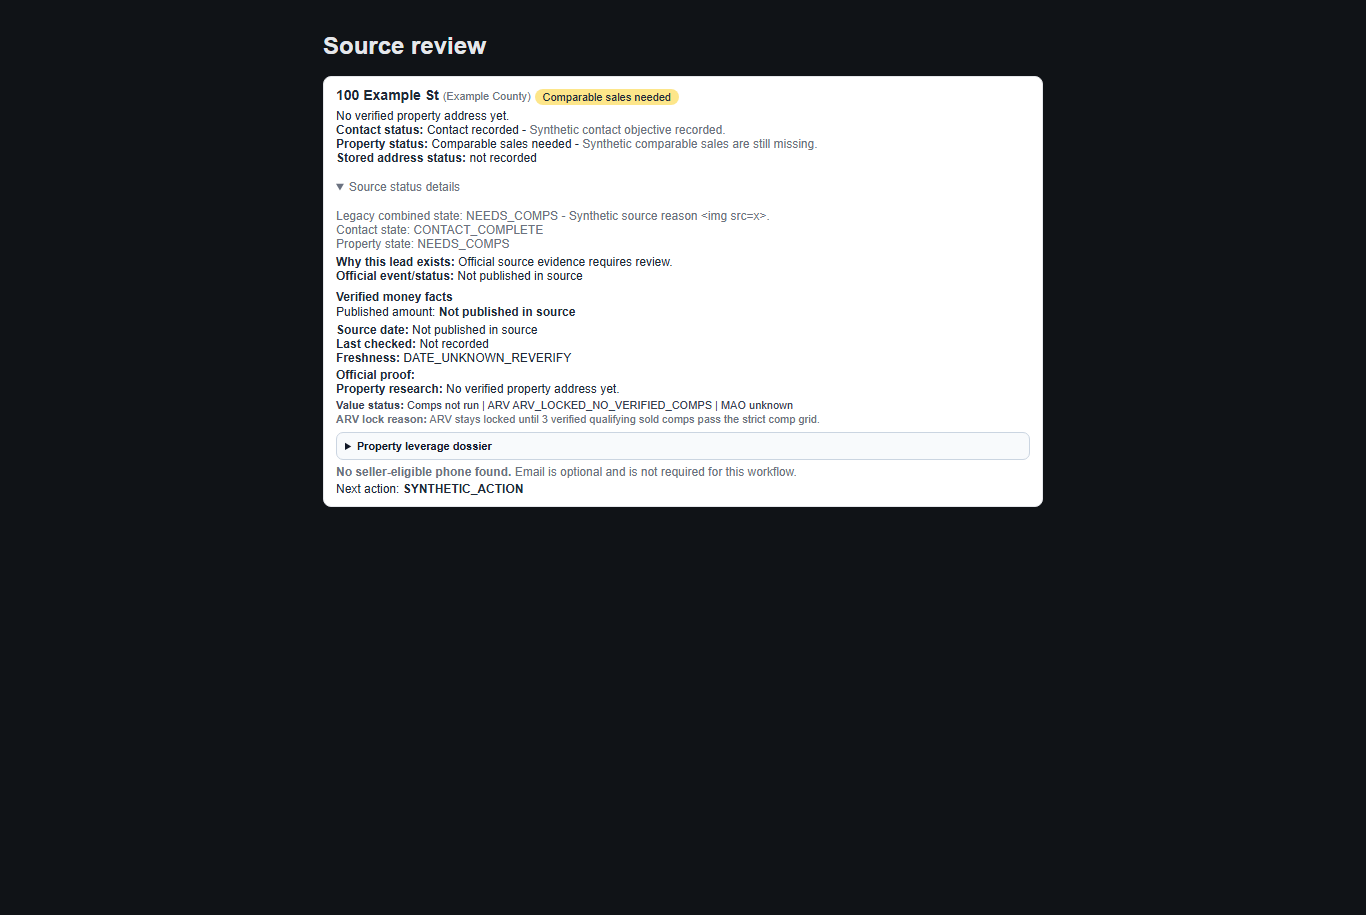 Source review
100 Example St (Example County) Comparable sales needed
No verified property address yet.
Contact status: Contact recorded - Synthetic contact objective recorded.
Property status: Comparable sales needed - Synthetic comparable sales are still missing.
Stored address status: not recorded
▼ Source status details
Legacy combined state: NEEDS_COMPS - Synthetic source reason <img src=x>.
Contact state: CONTACT_COMPLETE
Property state: NEEDS_COMPS
Why this lead exists: Official source evidence requires review.
Official event/status: Not published in source
Verified money facts
Published amount: Not published in source
Source date: Not published in source
Last checked: Not recorded
Freshness: DATE_UNKNOWN_REVERIFY
Official proof:
Property research: No verified property address yet.
Value status: Comps not run | ARV ARV_LOCKED_NO_VERIFIED_COMPS | MAO unknown
ARV lock reason: ARV stays locked until 3 verified qualifying sold comps pass the strict comp grid.
▶ Property leverage dossier
No seller-eligible phone found. Email is optional and is not required for this workflow.
Next action: SYNTHETIC_ACTION